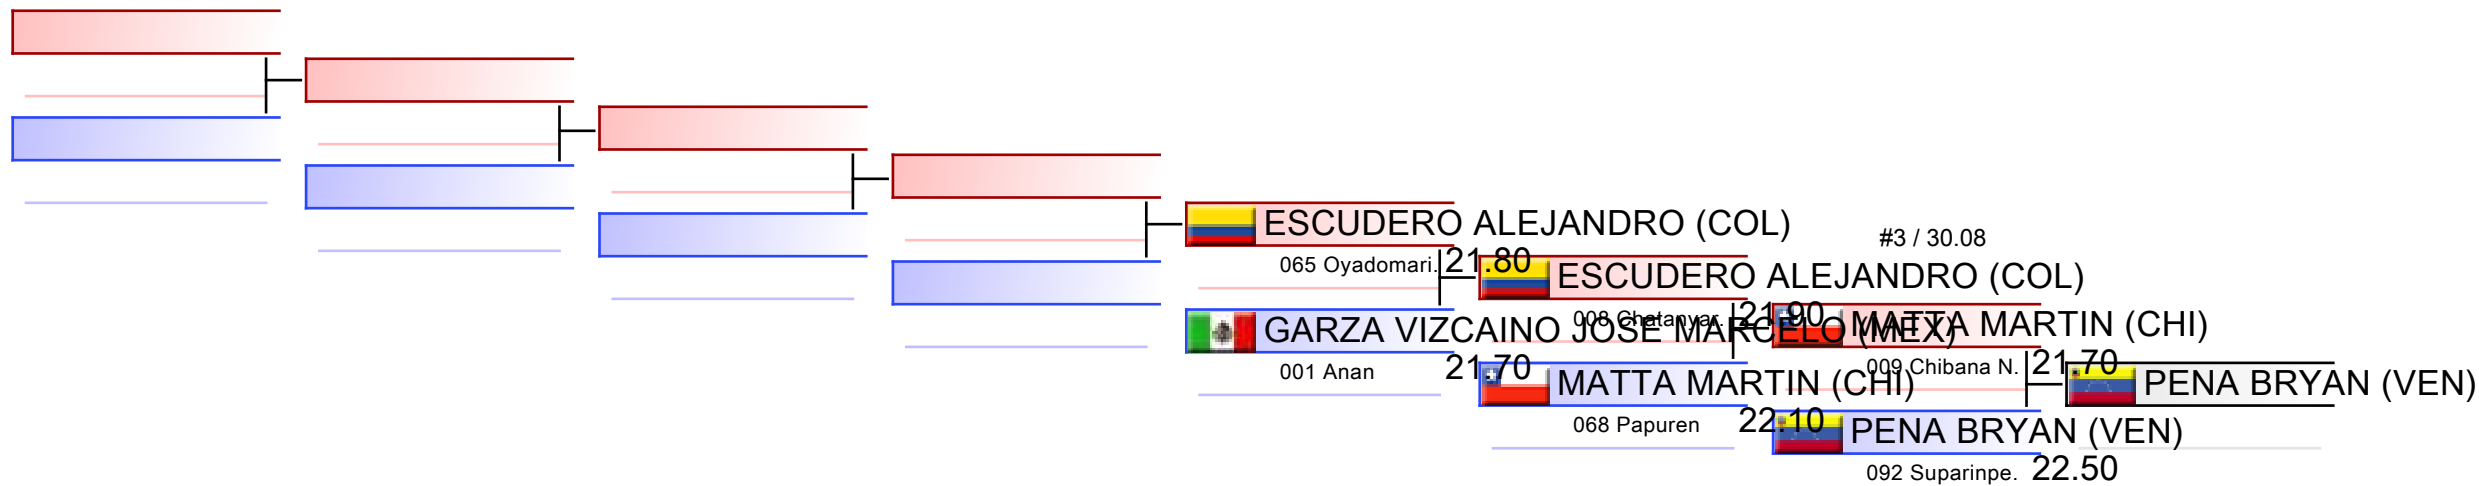 ESCUDERO ALEJANDRO (COL)
065 Oyadomari. 21.80
GARZA VIZCAINO JOSE MARCELO (MEX)
001 Anan 21.70
ESCUDERO ALEJANDRO (COL)
008 Chatanyar. 21.90
MATTA MARTIN (CHI)
068 Papuren 22.10
#3 / 30.08
MATTA MARTIN (CHI)
009 Chibana N. 21.70
PENA BRYAN (VEN)
092 Suparinpe. 22.50
PENA BRYAN (VEN)